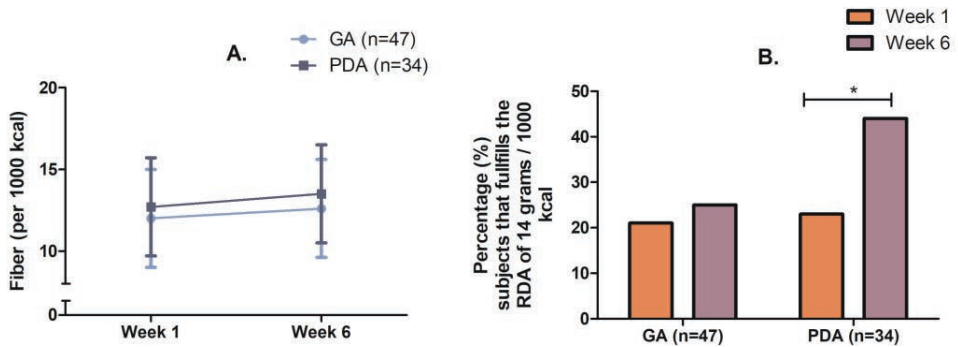 A.
GA (n=47)
PDA (n=34)
Fiber (per 1000 kcal)
20
15
10
0
Week 1
Week 6
Week 1
Week 6
B.
Percentage (%)
subjects that fullfills the
RDA of 14 grams / 1000
kcal
50
40
30
20
10
0
*
GA (n=47)
PDA (n=34)